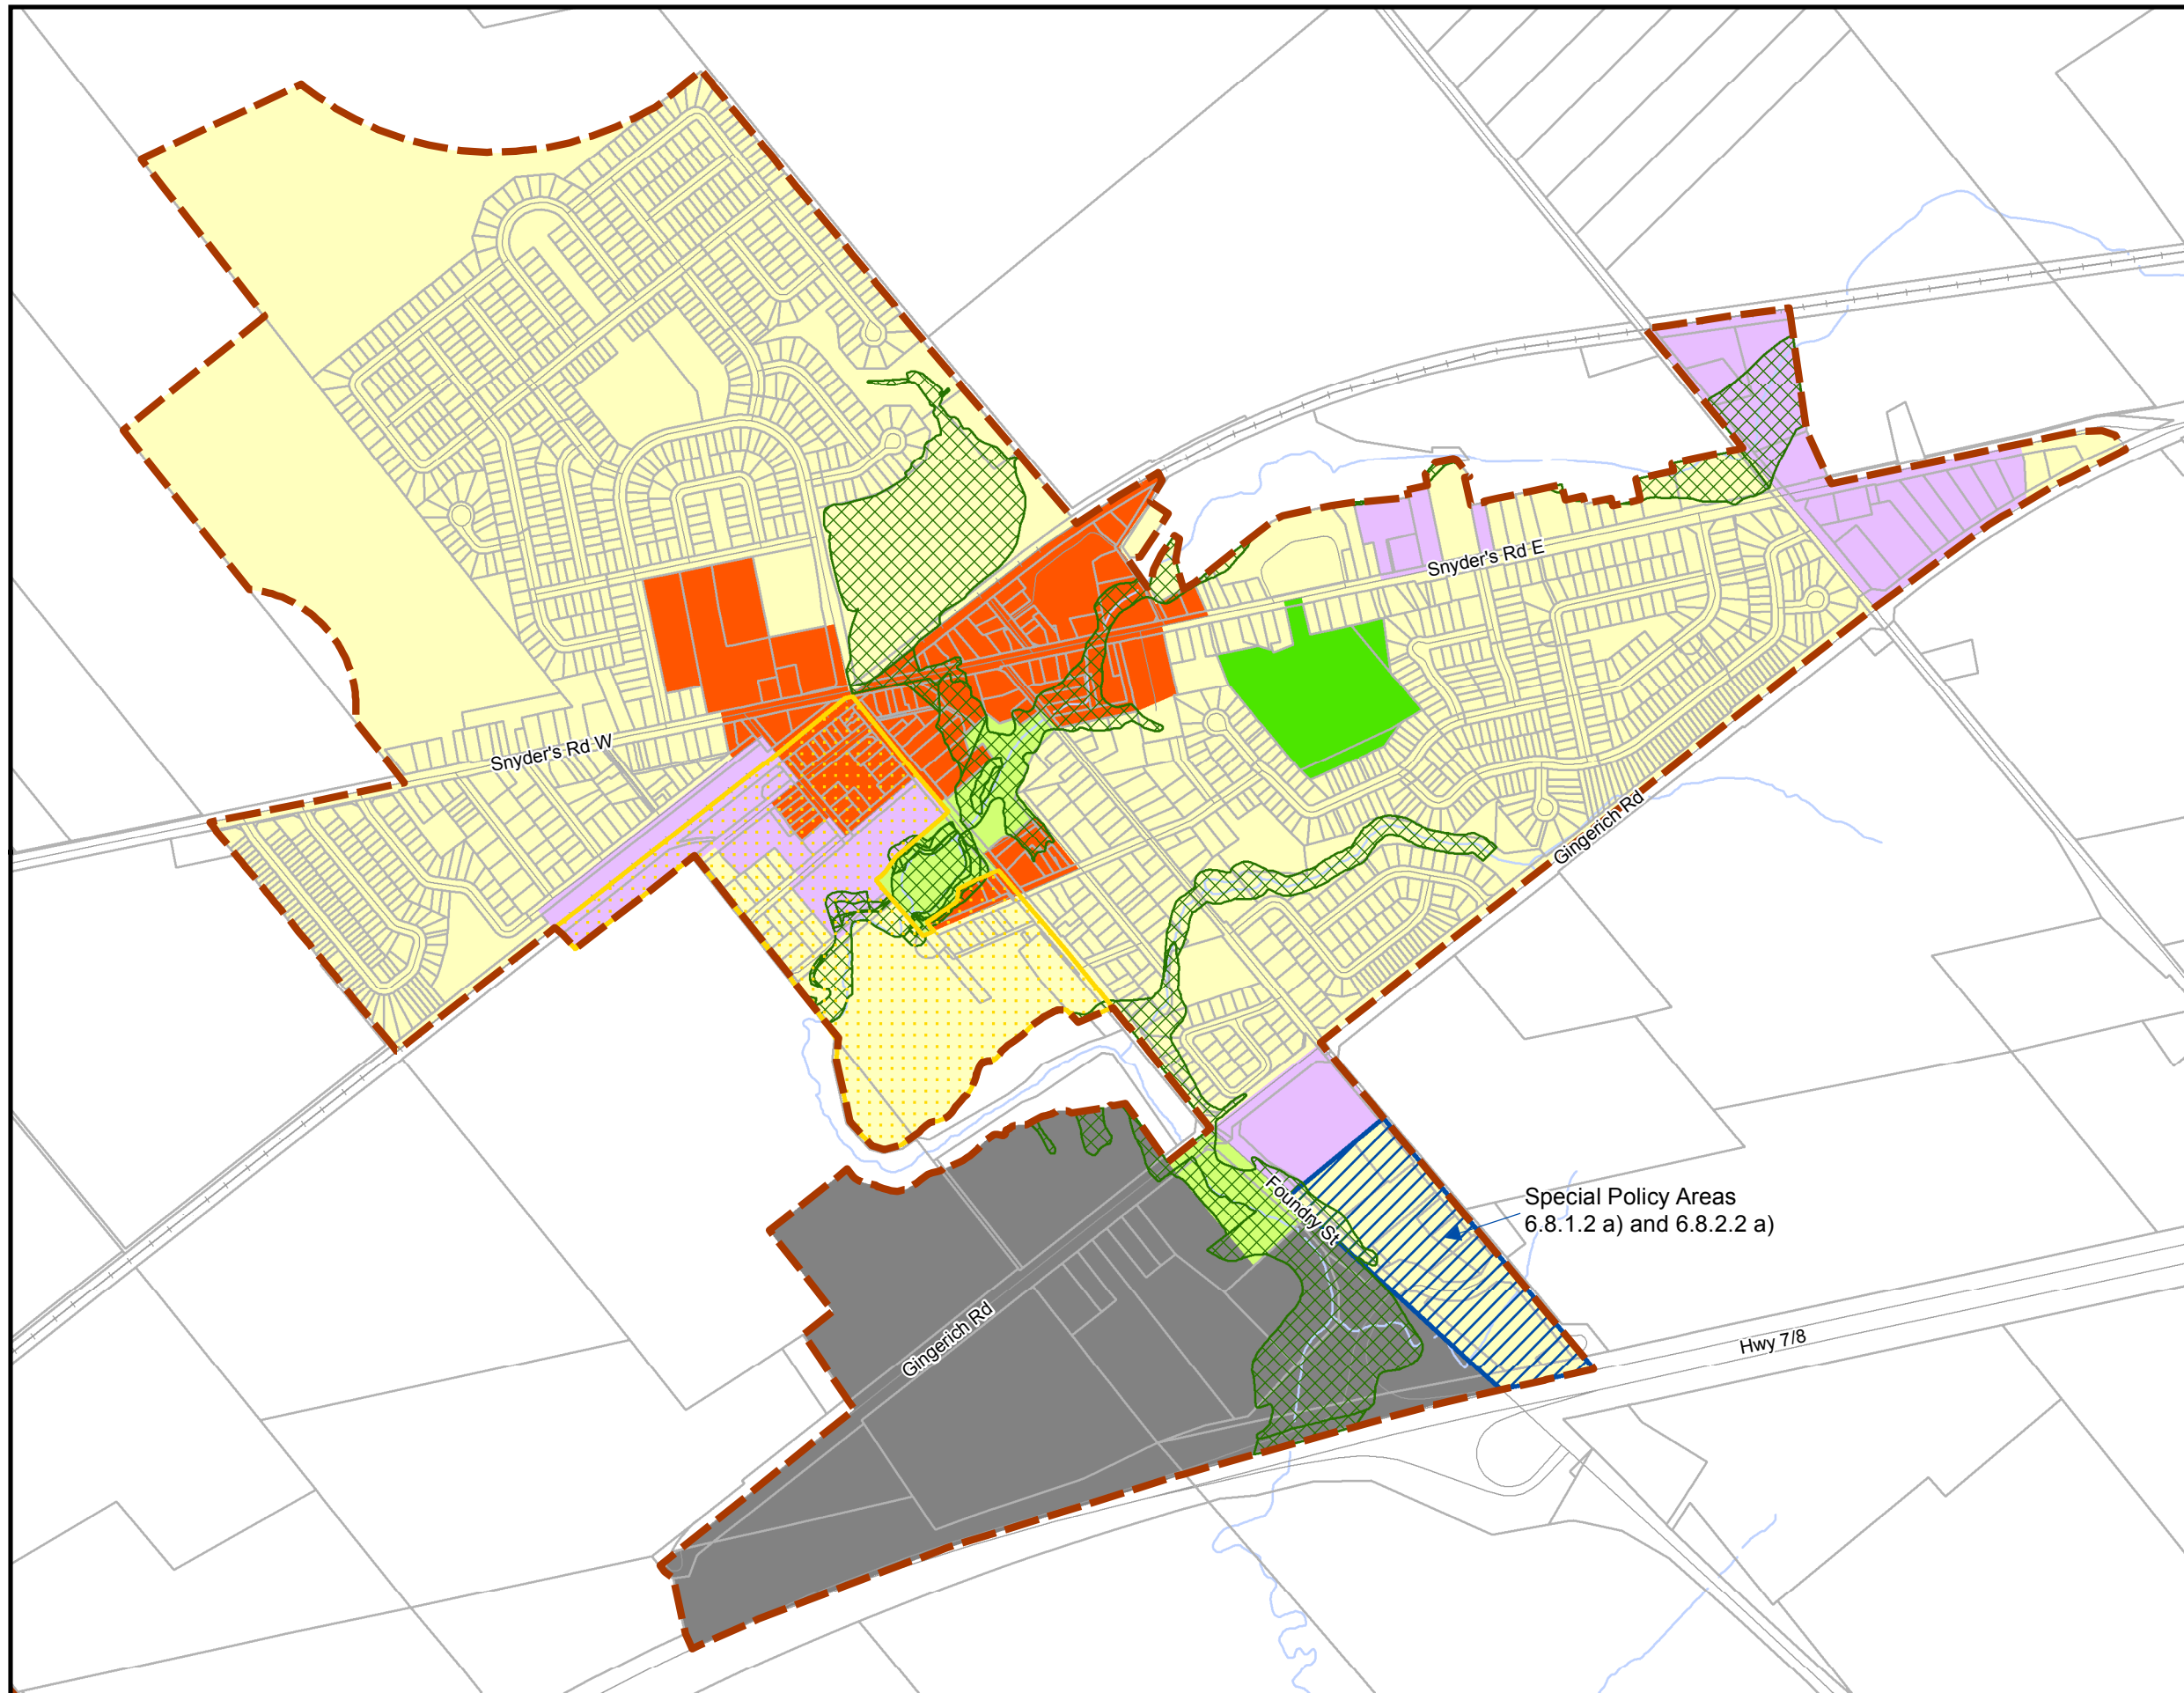 Snyder's Rd E
Snyder's Rd W
Gingerich Rd
Foundry St
Special Policy Areas
6.8.1.2 a) and 6.8.2.2 a)
Gingerich Rd
Hwy 7/8